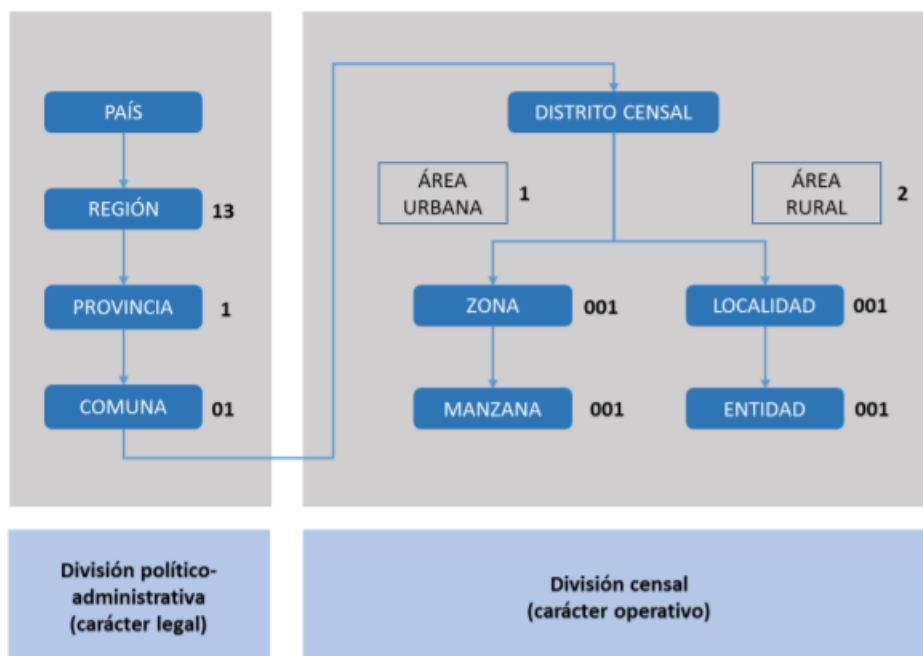 PAÍS
REGIÓN 13
PROVINCIA 1
COMUNA 01
DISTRITO CENSAL
ÁREA
URBANA 1
ÁREA
RURAL 2
ZONA 001
LOCALIDAD 001
MANZANA 001
ENTIDAD 001
División político-
administrativa
(carácter legal)
División censal
(carácter operativo)